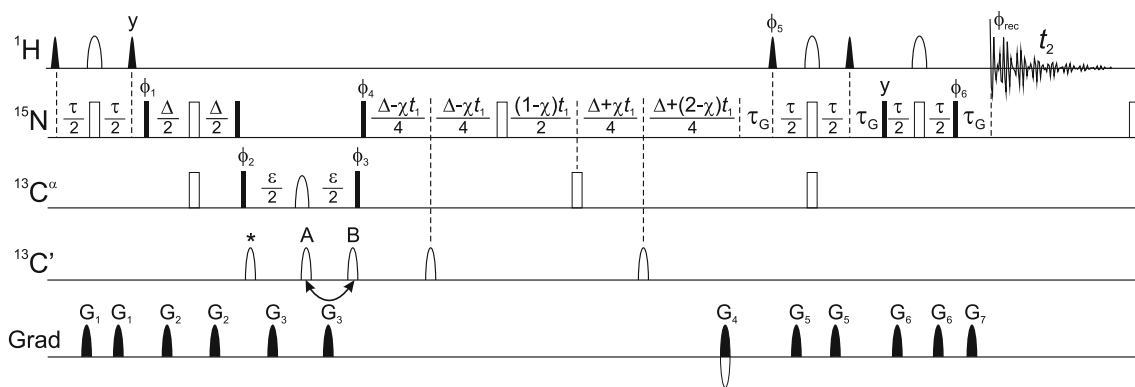 y ϕ₅ ϕrec t₂
¹H
ϕ₁ ϕ₄ y ϕ₆
¹⁵N τ/2 τ/2 Δ/2 Δ/2 Δ-χt₁/4 Δ-χt₁/4 (1-χ)t₁/2 Δ+χt₁/4 Δ+(2-χ)t₁/4 τG τ/2 τ/2 τG τ/2 τ/2 τG
ϕ₂ ϕ₃
¹³Cα ε/2 ε/2
* A B
¹³C'
G₁ G₁ G₂ G₂ G₃ G₃ G₄ G₅ G₅ G₆ G₆ G₇
Grad